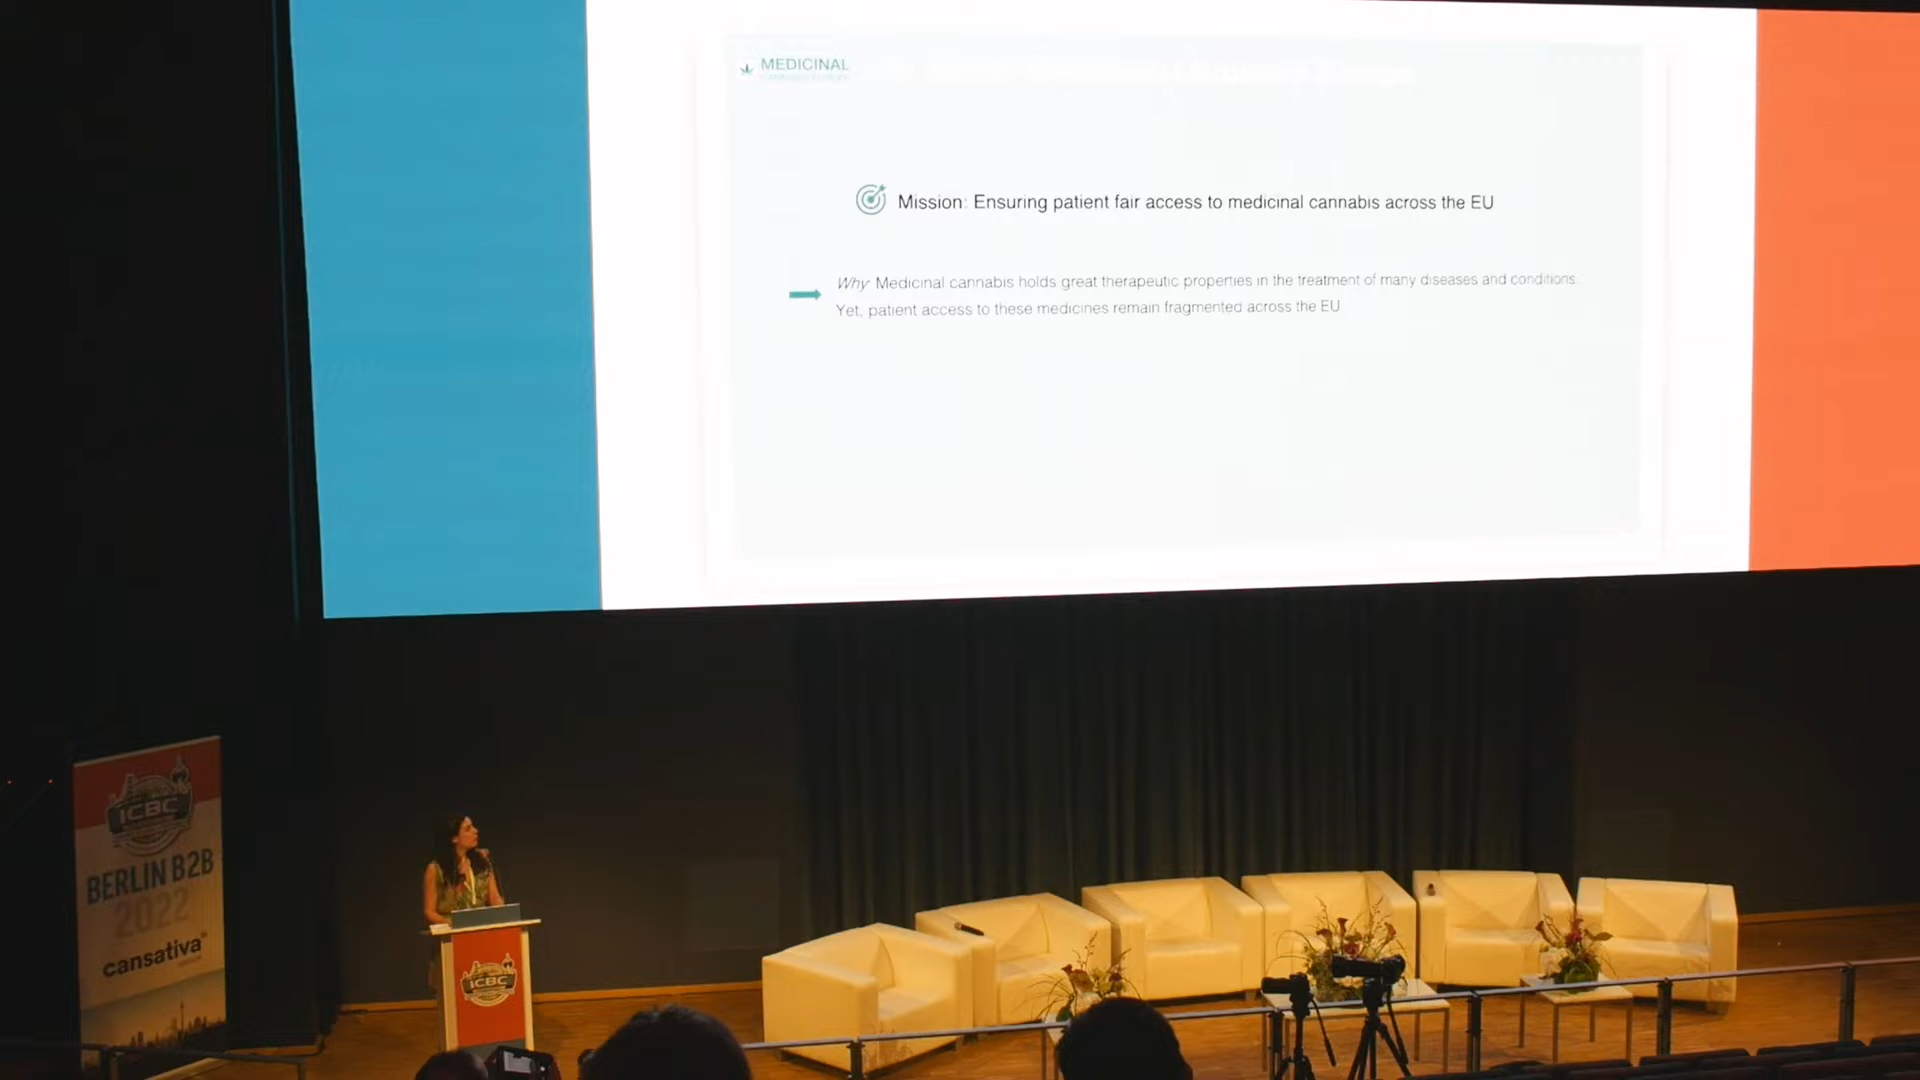 MEDICINAL
Mission: Ensuring patient fair access to medicinal cannabis across the EU
Why: Medicinal cannabis holds great therapeutic properties in the treatment of many diseases and conditions.
Yet, patient access to these medicines remain fragmented across the EU
ICBC
BERLIN B2B
2022
cansativa
ICBC